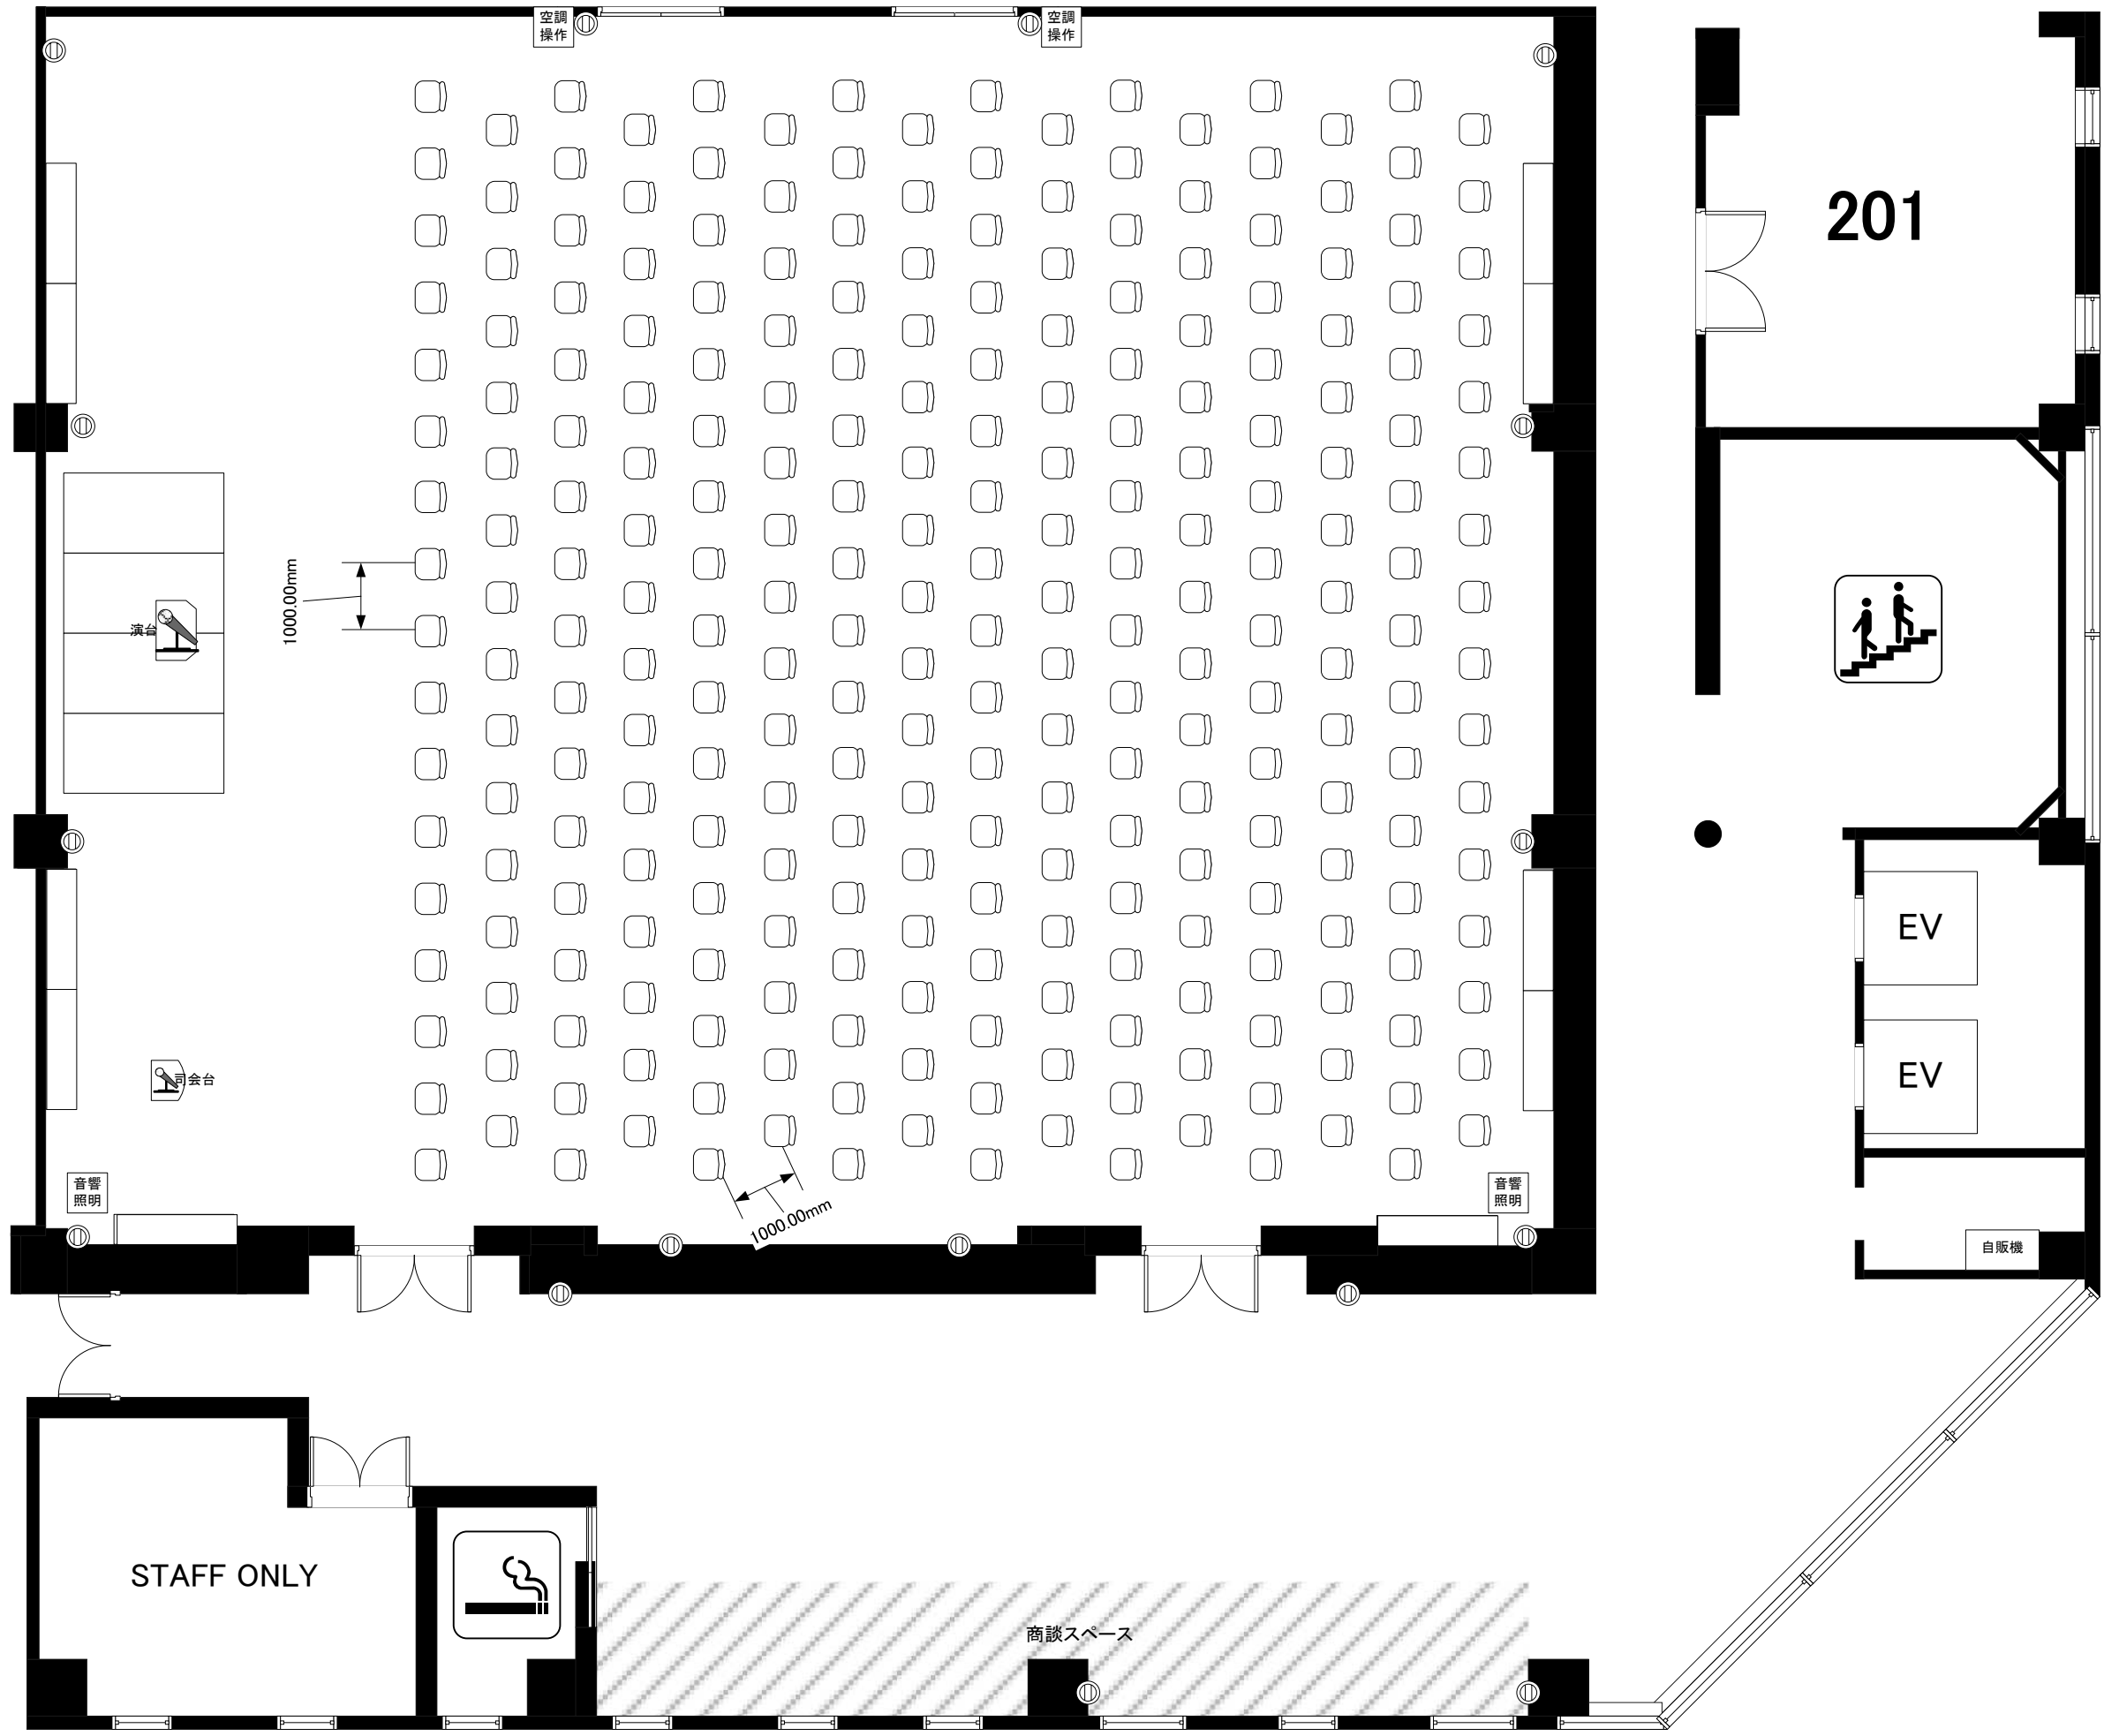 空調
操作
空調
操作
201
1000.00mm
演台
EV
司会台
EV
音響
照明
音響
照明
1000.00mm
自販機
STAFF ONLY
商談スペース